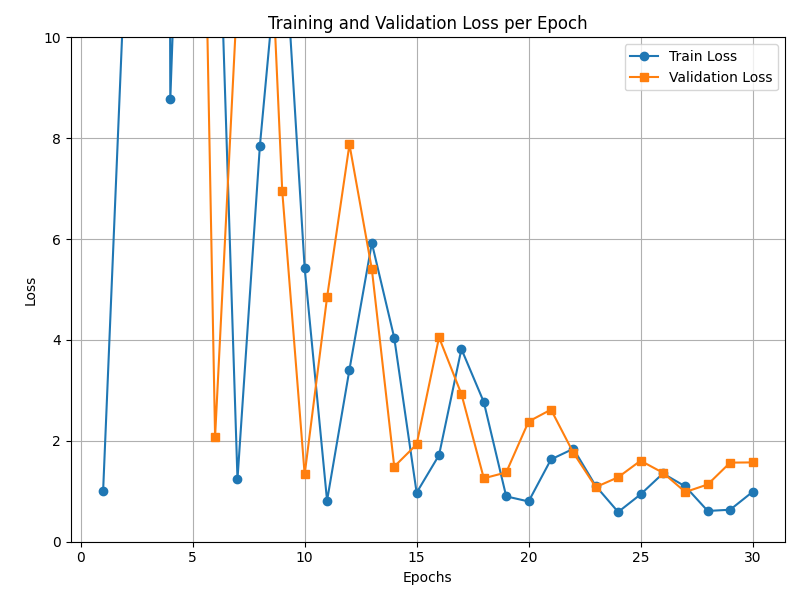 Training and Validation Loss per Epoch
Train Loss
Validation Loss
10
8
6
4
2
0
Loss
0 5 10 15 20 25 30
Epochs